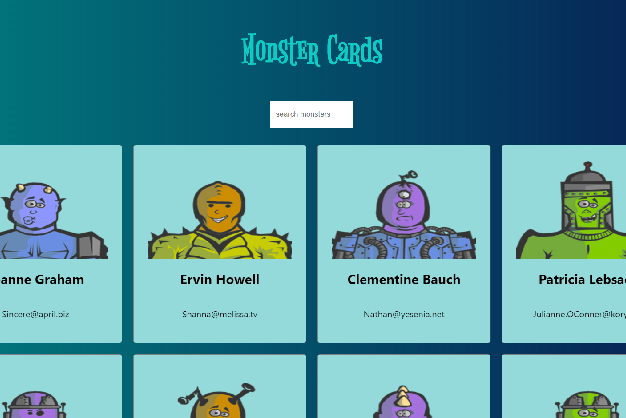 Monster Cards
search monsters
anne Graham
Ervin Howell
Clementine Bauch
Patricia Lebsa
Sincere@april.biz
Shanna@melissa.tv
Nathan@yesenia.net
Julianne.OConner@kory